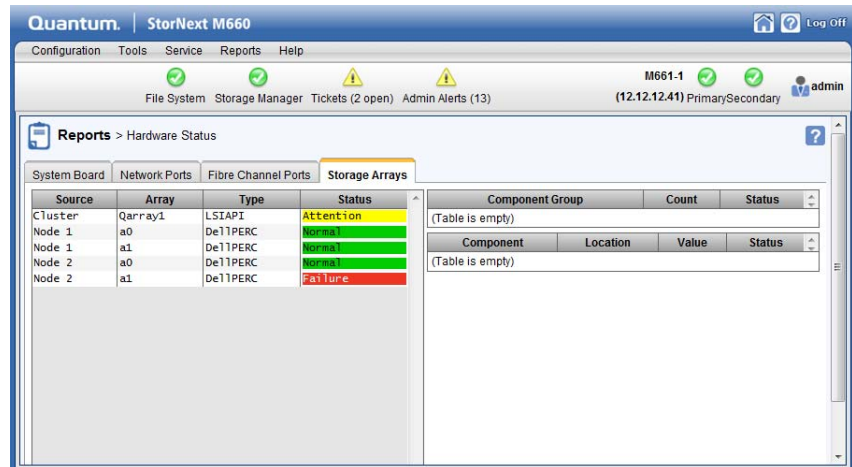 Quantum. | StorNext M660
Log Off
Configuration Tools Service Reports Help
File System Storage Manager Tickets (2 open) Admin Alerts (13)
M661-1
(12.12.12.41) Primary Secondary
admin
Reports > Hardware Status
System Board Network Ports Fibre Channel Ports Storage Arrays
Source Array Type Status
Cluster Qarray1 LSIAPI Attention
Node 1 a0 DellPERC Normal
Node 1 a1 DellPERC Normal
Node 2 a0 DellPERC Normal
Node 2 a1 DellPERC Failure
Component Group Count Status
(Table is empty)
Component Location Value Status
(Table is empty)